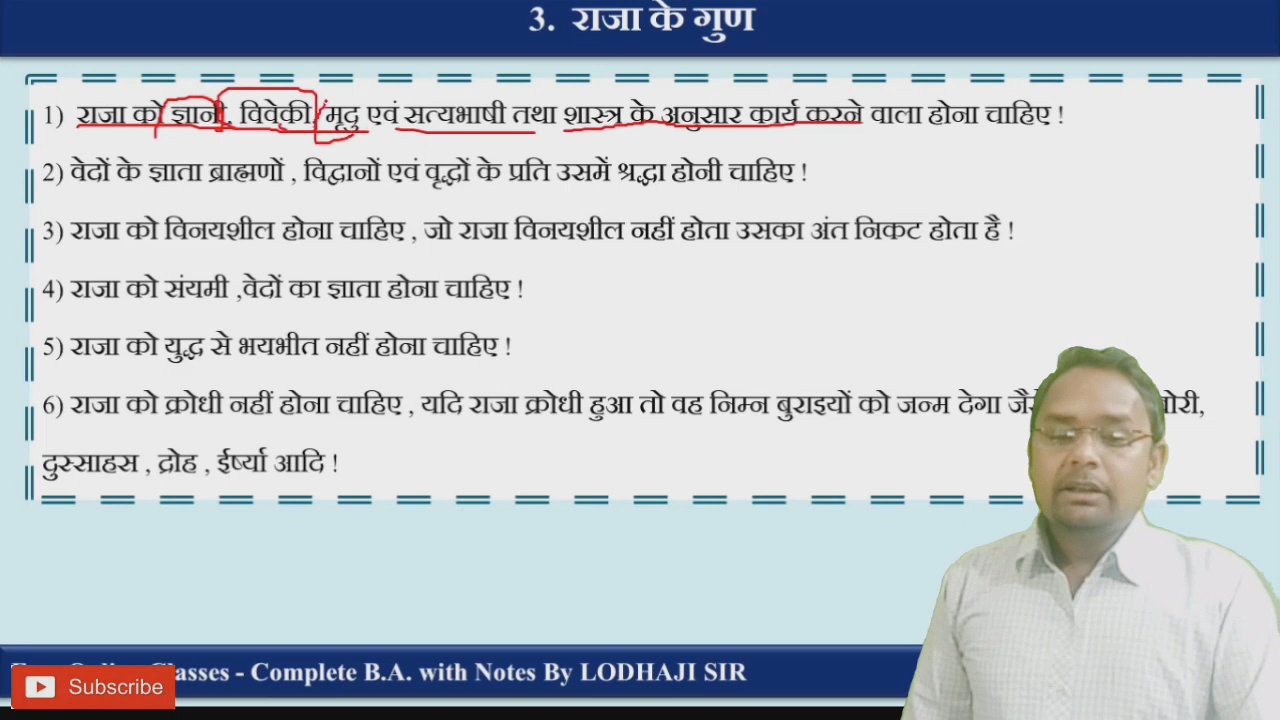 3. राजा के गुण
1) राजा को ज्ञानी, विवेकी, मृदु एवं सत्यभाषी तथा शास्त्र के अनुसार कार्य करने वाला होना चाहिए !
2) वेदों के ज्ञाता ब्राह्मणों , विद्वानों एवं वृद्धों के प्रति उसमें श्रद्धा होनी चाहिए !
3) राजा को विनयशील होना चाहिए , जो राजा विनयशील नहीं होता उसका अंत निकट होता है !
4) राजा को संयमी ,वेदों का ज्ञाता होना चाहिए !
5) राजा को युद्ध से भयभीत नहीं होना चाहिए !
6) राजा को क्रोधी नहीं होना चाहिए , यदि राजा क्रोधी हुआ तो वह निम्न बुराइयों को जन्म देगा
दुस्साहस , द्रोह , ईर्ष्या आदि !
- Complete B.A. with Notes By LODHAJI SIR
Subscribe